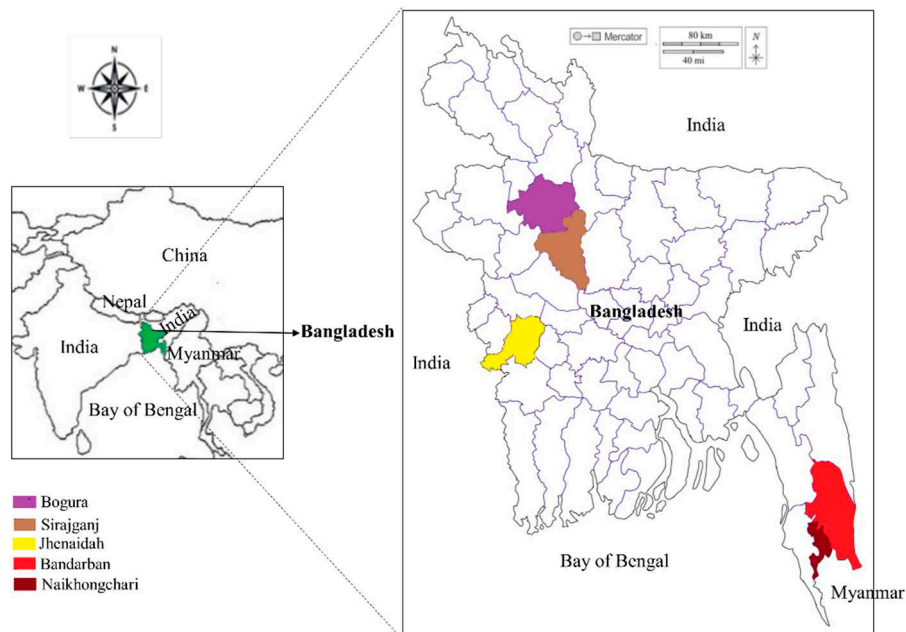 N
W E
S
China
Nepal
India
India
Myanmar
Bay of Bengal
Bangladesh
Bogura
Sirajganj
Jhenaidah
Bandarban
Naikhongchari
Mercator
80 km
40 mi
N
India
Bangladesh
India
India
Bay of Bengal
Myanmar